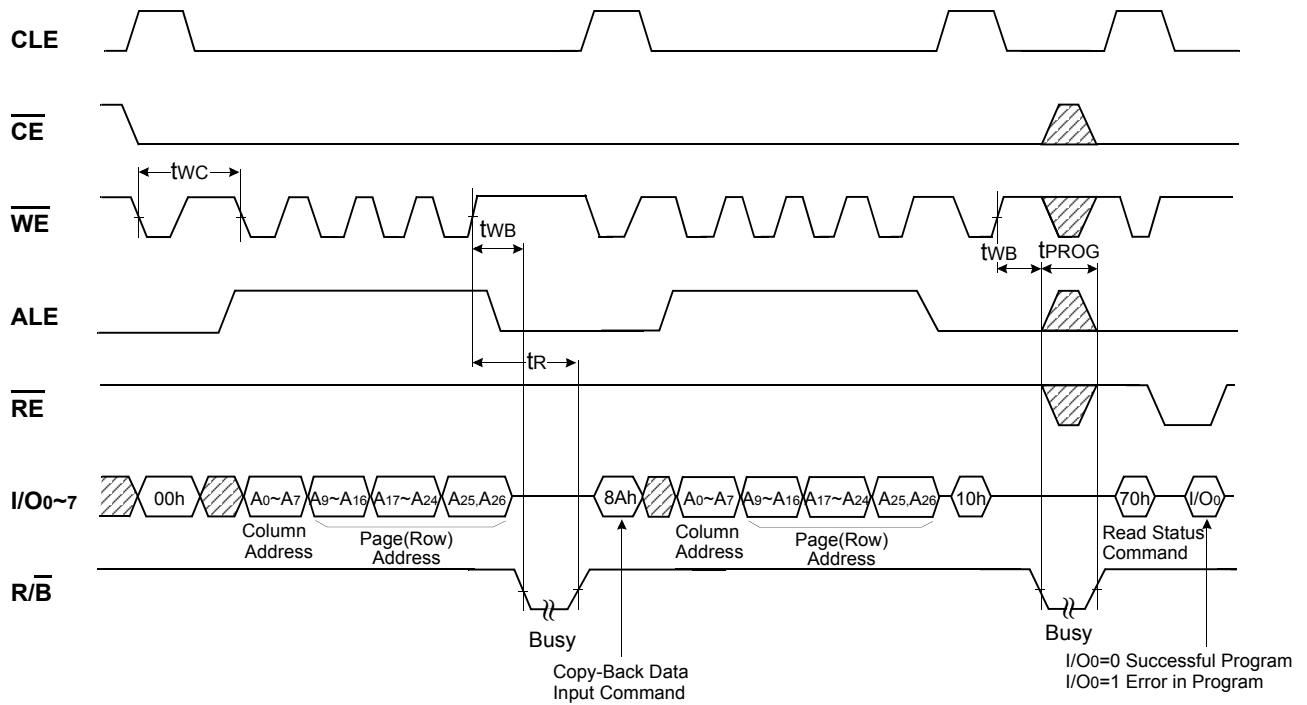 CLE
CE
tWC
WE
tWB
tWB
tPROG
ALE
tR
RE
I/O0~7
00h
A0~A7
A9~A16
A17~A24
A25,A26
8Ah
A0~A7
A9~A16
A17~A24
A25,A26
10h
70h
I/O0
Column
Address
Page(Row)
Address
Column
Address
Page(Row)
Address
Read Status
Command
R/B
Busy
Busy
Copy-Back Data
Input Command
I/O0=0 Successful Program
I/O0=1 Error in Program